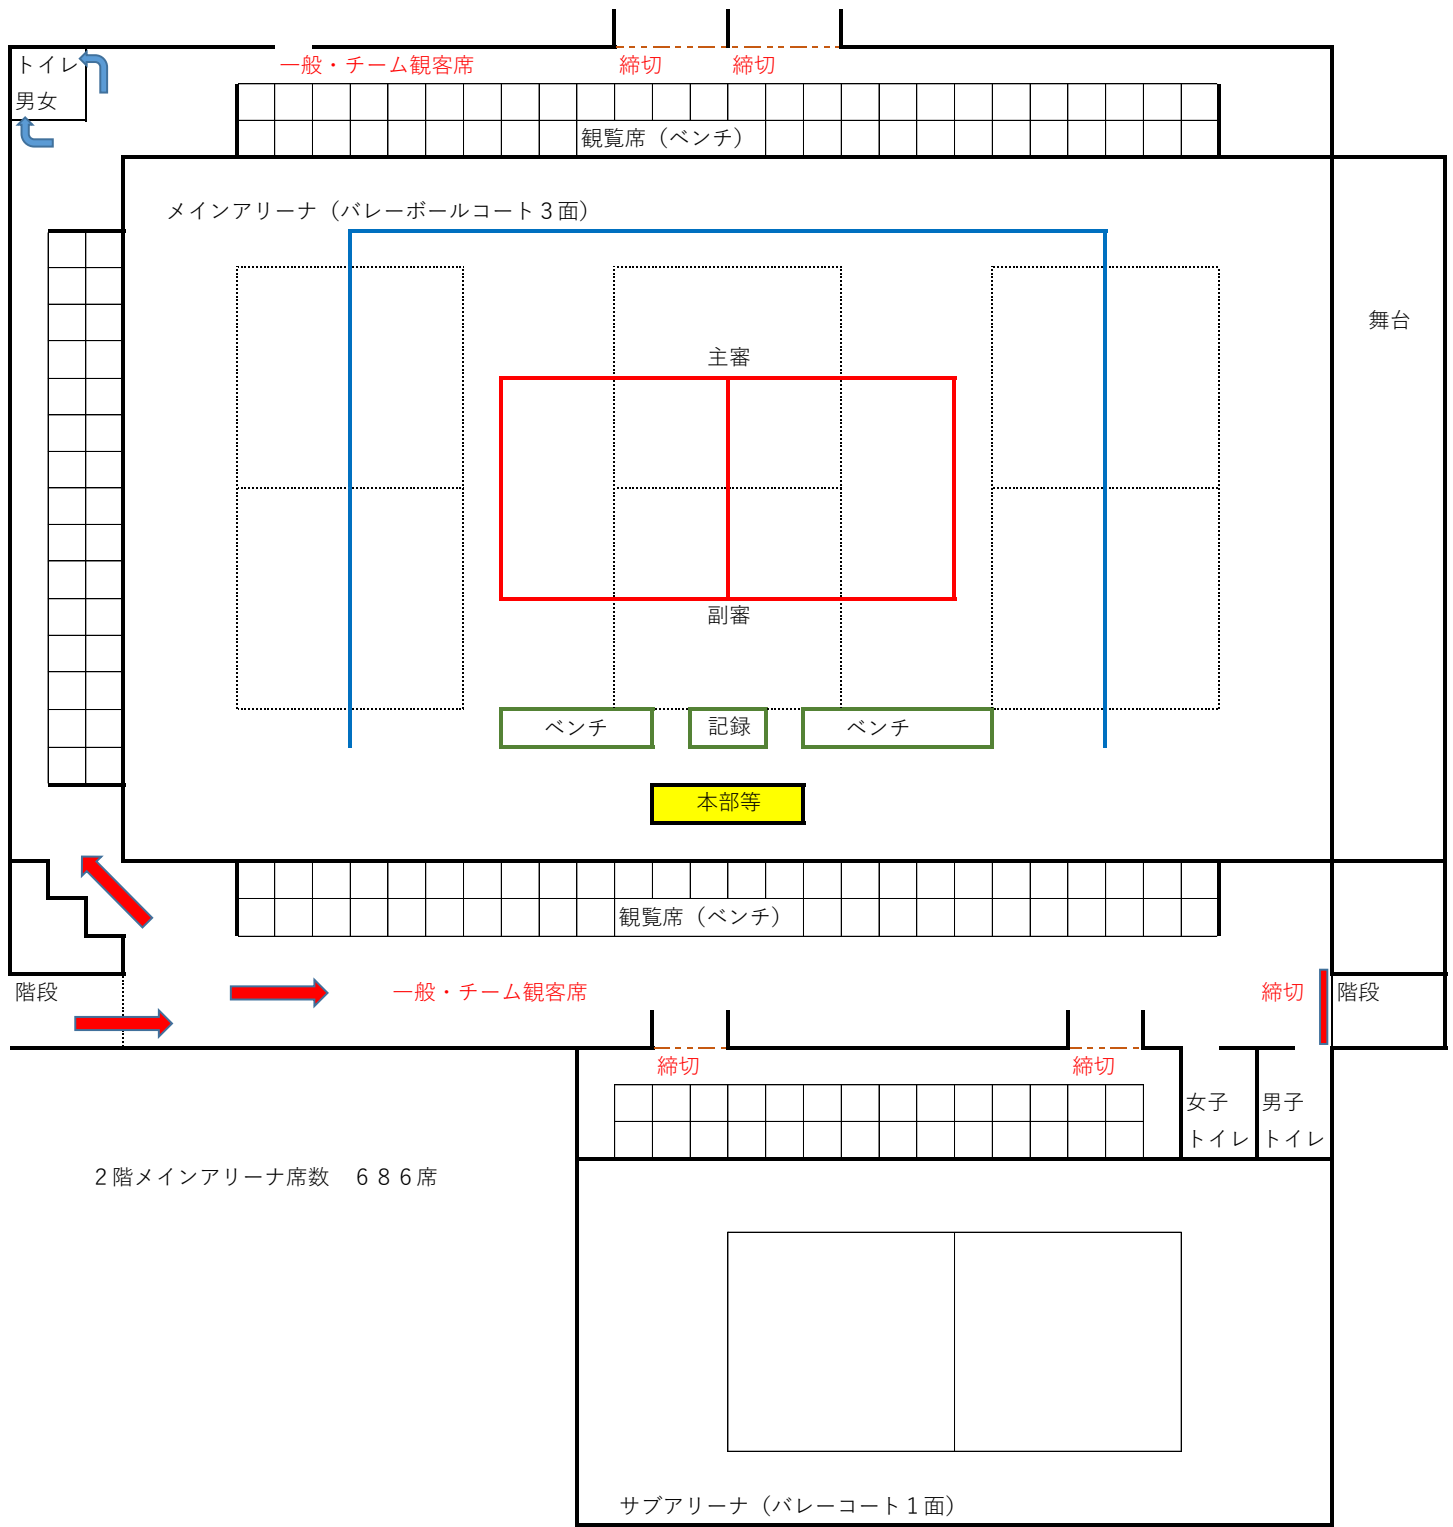 トイレ
男女
一般・チーム観客席
締切
締切
観覧席（ベンチ）
メインアリーナ（バレーボールコート３面）
舞台
主審
副審
ベンチ
記録
ベンチ
本部等
観覧席（ベンチ）
階段
一般・チーム観客席
締切
階段
締切
締切
女子
トイレ
男子
トイレ
２階メインアリーナ席数　６８６席
サブアリーナ（バレーコート１面）